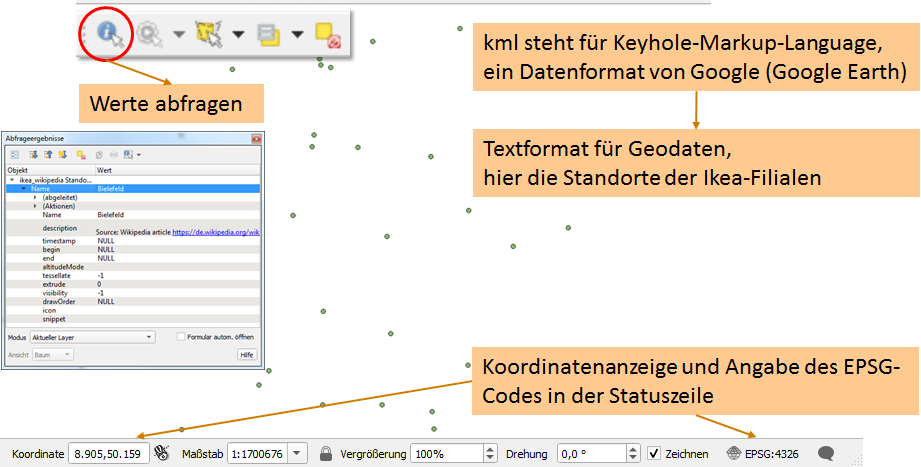 kml steht für Keyhole-Markup-Language,
ein Datenformat von Google (Google Earth)
Werte abfragen
Textformat für Geodaten,
hier die Standorte der Ikea-Filialen
Abfrageergebnisse
Objekt Wert
ikea_wikipedia Stando...
Name Bielefeld
(abgeleitet)
(Aktionen)
Name Bielefeld
description Source: Wikipedia article https://de.wikipedia.org/wik
timestamp NULL
begin NULL
end NULL
altitudeMode
tessellate -1
extrude 0
visibility -1
drawOrder NULL
icon
snippet
Modus Aktueller Layer Formular autom. öffnen
Ansicht Baum Hilfe
Koordinatenanzeige und Angabe des EPSG-
Codes in der Statuszeile
Koordinate 8.905,50.159 Maßstab 1:1700676 Vergrößerung 100% Drehung 0,0 ° Zeichnen EPSG:4326